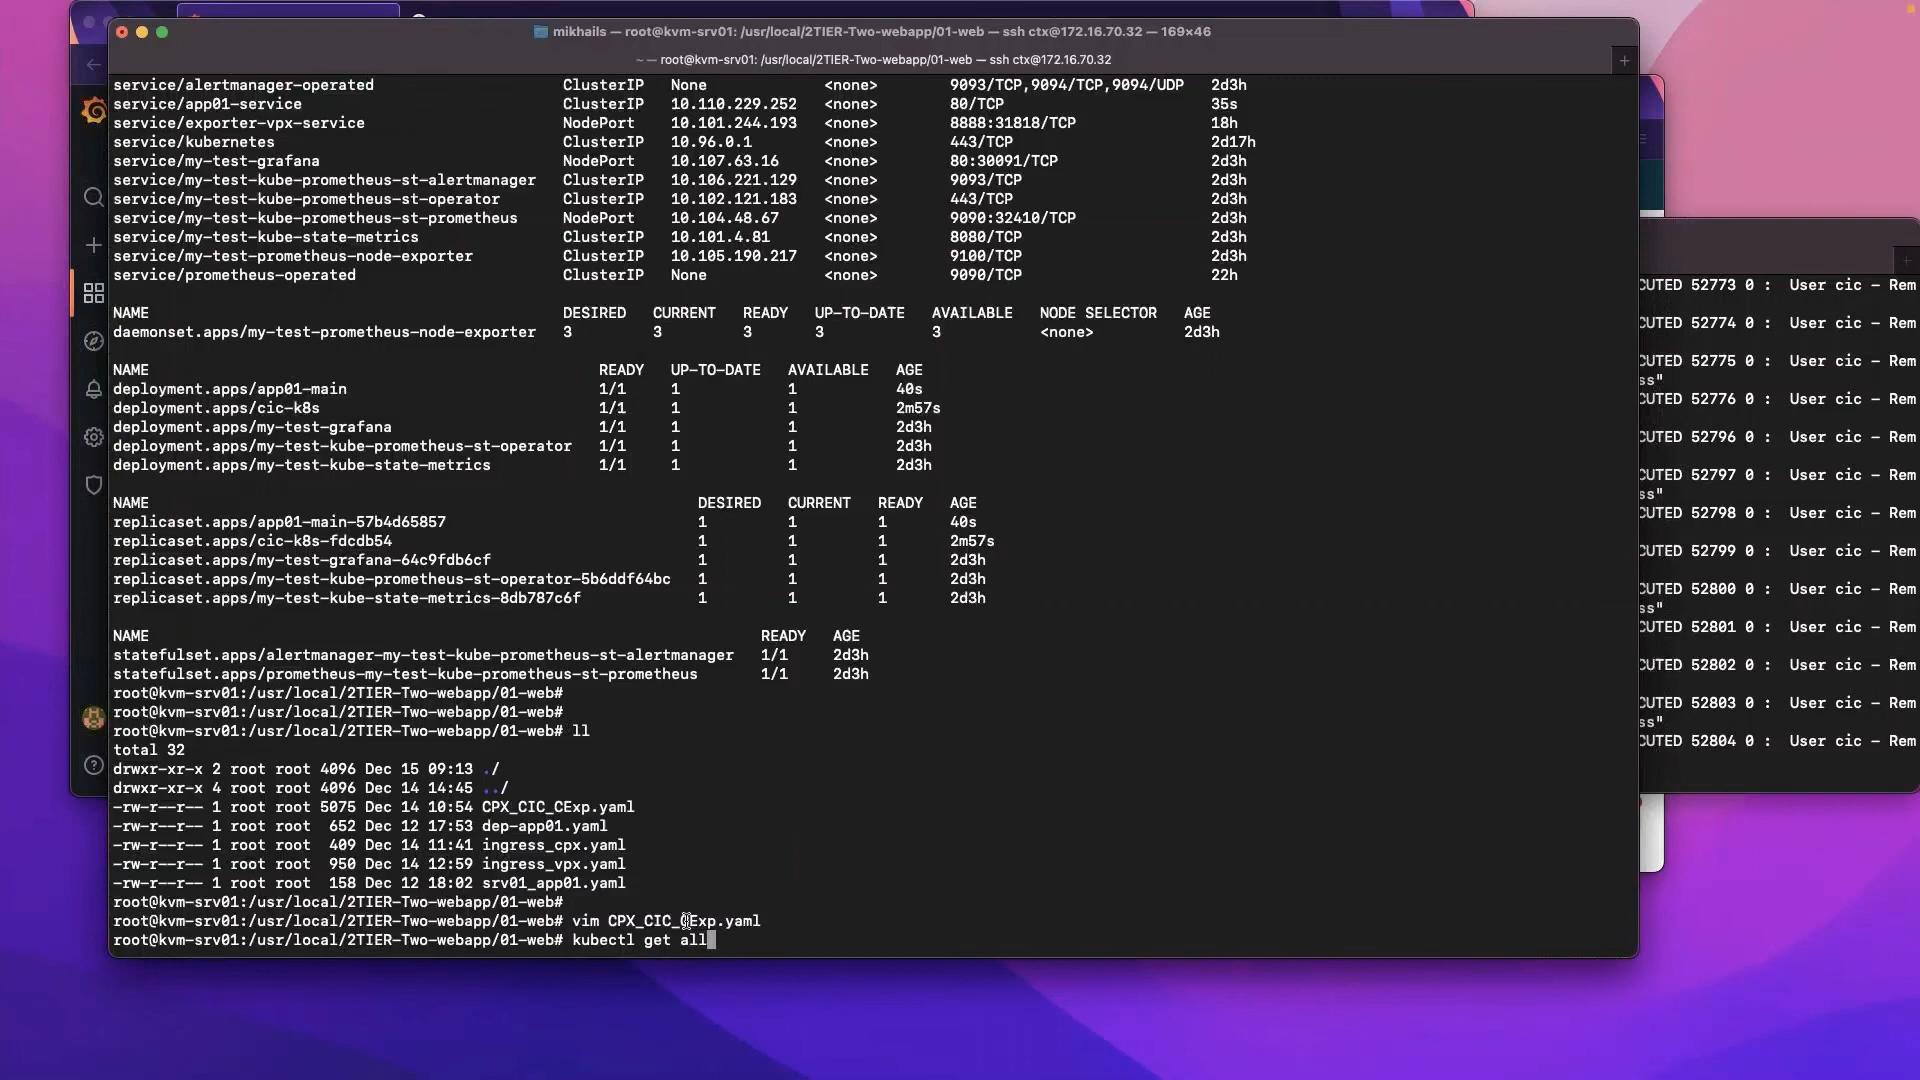 mikhails — root@kvm-srv01: /usr/local/2TIER-Two-webapp/01-web — ssh ctx@172.16.70.32 — 169×46
~ — root@kvm-srv01: /usr/local/2TIER-Two-webapp/01-web — ssh ctx@172.16.70.32
service/alertmanager-operated ClusterIP None <none> 9093/TCP,9094/TCP,9094/UDP 2d3h
service/app01-service ClusterIP 10.110.229.252 <none> 80/TCP 35s
service/exporter-vpx-service NodePort 10.101.244.193 <none> 8888:31818/TCP 18h
service/kubernetes ClusterIP 10.96.0.1 <none> 443/TCP 2d17h
service/my-test-grafana NodePort 10.107.63.16 <none> 80:30091/TCP 2d3h
service/my-test-kube-prometheus-st-alertmanager ClusterIP 10.106.221.129 <none> 9093/TCP 2d3h
service/my-test-kube-prometheus-st-operator ClusterIP 10.102.121.183 <none> 443/TCP 2d3h
service/my-test-kube-prometheus-st-prometheus NodePort 10.104.48.67 <none> 9090:32410/TCP 2d3h
service/my-test-kube-state-metrics ClusterIP 10.101.4.81 <none> 8080/TCP 2d3h
service/my-test-prometheus-node-exporter ClusterIP 10.105.190.217 <none> 9100/TCP 2d3h
service/prometheus-operated ClusterIP None <none> 9090/TCP 22h
NAME DESIRED CURRENT READY UP-TO-DATE AVAILABLE NODE SELECTOR AGE
daemonset.apps/my-test-prometheus-node-exporter 3 3 3 3 3 <none> 2d3h
NAME READY UP-TO-DATE AVAILABLE AGE
deployment.apps/app01-main 1/1 1 1 40s
deployment.apps/cic-k8s 1/1 1 1 2m57s
deployment.apps/my-test-grafana 1/1 1 1 2d3h
deployment.apps/my-test-kube-prometheus-st-operator 1/1 1 1 2d3h
deployment.apps/my-test-kube-state-metrics 1/1 1 1 2d3h
NAME DESIRED CURRENT READY AGE
replicaset.apps/app01-main-57b4d65857 1 1 1 40s
replicaset.apps/cic-k8s-fdcdb54 1 1 1 2m57s
replicaset.apps/my-test-grafana-64c9fdb6cf 1 1 1 2d3h
replicaset.apps/my-test-kube-prometheus-st-operator-5b6ddf64bc 1 1 1 2d3h
replicaset.apps/my-test-kube-state-metrics-8db787c6f 1 1 1 2d3h
NAME READY AGE
statefulset.apps/alertmanager-my-test-kube-prometheus-st-alertmanager 1/1 2d3h
statefulset.apps/prometheus-my-test-kube-prometheus-st-prometheus 1/1 2d3h
root@kvm-srv01:/usr/local/2TIER-Two-webapp/01-web#
root@kvm-srv01:/usr/local/2TIER-Two-webapp/01-web#
root@kvm-srv01:/usr/local/2TIER-Two-webapp/01-web# ll
total 32
drwxr-xr-x 2 root root 4096 Dec 15 09:13 ./
drwxr-xr-x 4 root root 4096 Dec 14 14:45 ../
-rw-r--r-- 1 root root 5075 Dec 14 10:54 CPX_CIC_CExp.yaml
-rw-r--r-- 1 root root 652 Dec 12 17:53 dep-app01.yaml
-rw-r--r-- 1 root root 409 Dec 14 11:41 ingress_cpx.yaml
-rw-r--r-- 1 root root 950 Dec 14 12:59 ingress_vpx.yaml
-rw-r--r-- 1 root root 158 Dec 12 18:02 srv01_app01.yaml
root@kvm-srv01:/usr/local/2TIER-Two-webapp/01-web#
root@kvm-srv01:/usr/local/2TIER-Two-webapp/01-web# vim CPX_CIC_CExp.yaml
root@kvm-srv01:/usr/local/2TIER-Two-webapp/01-web# kubectl get all
CUTED 52773 0 : User cic - Rem
CUTED 52774 0 : User cic - Rem
CUTED 52775 0 : User cic - Rem
ss"
CUTED 52776 0 : User cic - Rem
CUTED 52796 0 : User cic - Rem
CUTED 52797 0 : User cic - Rem
ss"
CUTED 52798 0 : User cic - Rem
CUTED 52799 0 : User cic - Rem
CUTED 52800 0 : User cic - Rem
ss"
CUTED 52801 0 : User cic - Rem
CUTED 52802 0 : User cic - Rem
CUTED 52803 0 : User cic - Rem
ss"
CUTED 52804 0 : User cic - Rem